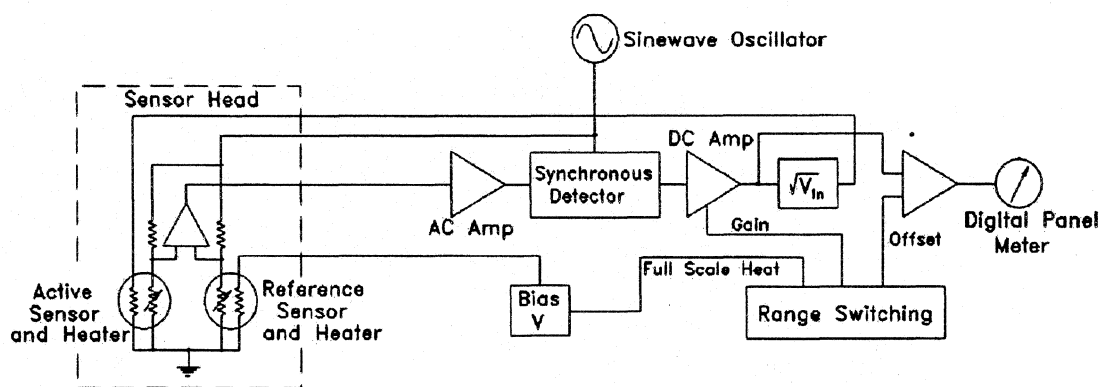 Sinewave Oscillator
Sensor Head
DC Amp
Synchronous
Detector
√Vin
AC Amp
Gain
Offset
Digital Panel
Meter
Full Scale Heat
Active
Sensor
and Heater
Reference
Sensor
and Heater
Bias
V
Range Switching